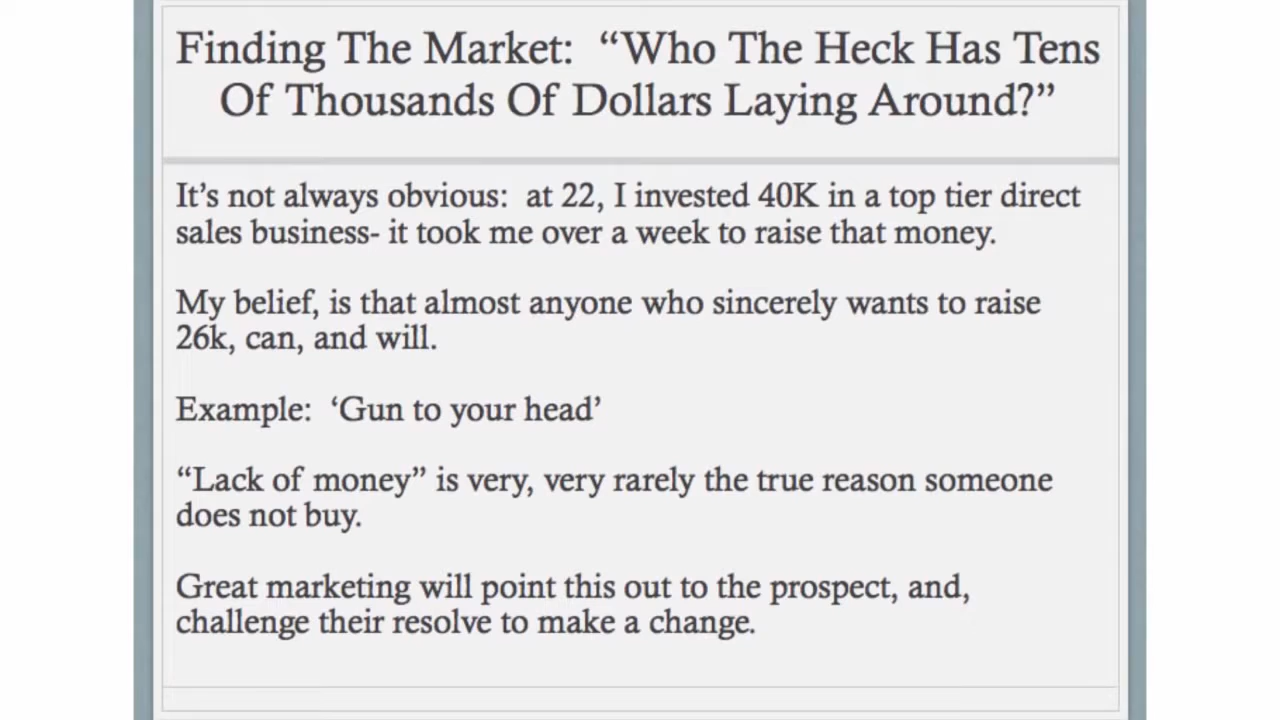 Finding The Market:  “Who The Heck Has Tens
Of Thousands Of Dollars Laying Around?”
It’s not always obvious:  at 22, I invested 40K in a top tier direct
sales business- it took me over a week to raise that money.
My belief, is that almost anyone who sincerely wants to raise
26k, can, and will.
Example:  ‘Gun to your head’
“Lack of money” is very, very rarely the true reason someone
does not buy.
Great marketing will point this out to the prospect, and,
challenge their resolve to make a change.